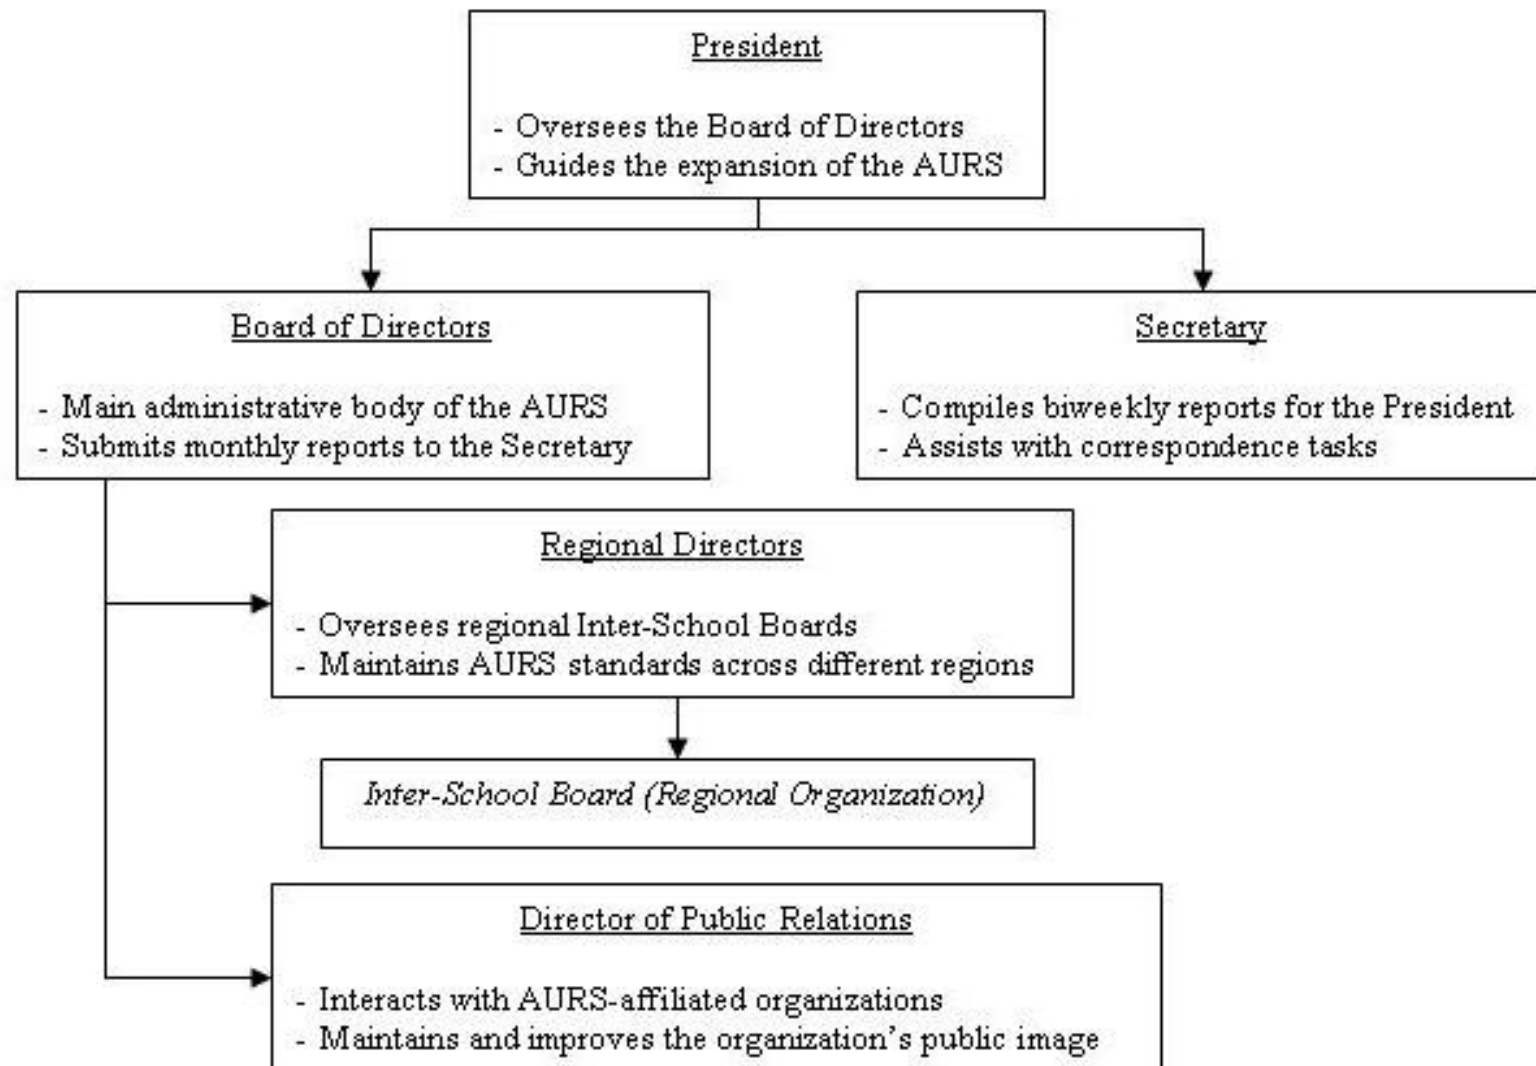 President
- Oversees the Board of Directors
- Guides the expansion of the AURS
Board of Directors
- Main administrative body of the AURS
- Submits monthly reports to the Secretary
Secretary
- Compiles biweekly reports for the President
- Assists with correspondence tasks
Regional Directors
- Oversees regional Inter-School Boards
- Maintains AURS standards across different regions
Inter-School Board (Regional Organization)
Director of Public Relations
- Interacts with AURS-affiliated organizations
- Maintains and improves the organization's public image